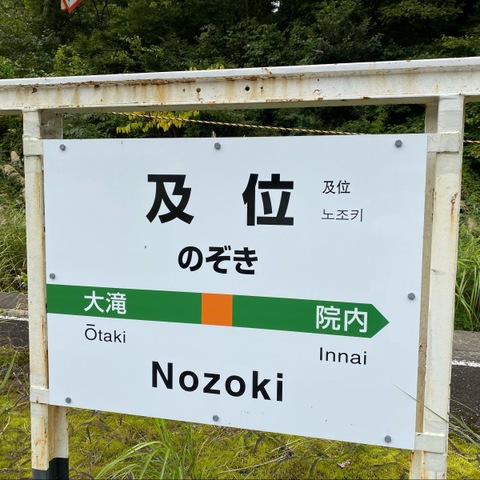 及位
及位
노조키
のぞき
大滝 院内
Ōtaki Innai
Nozoki